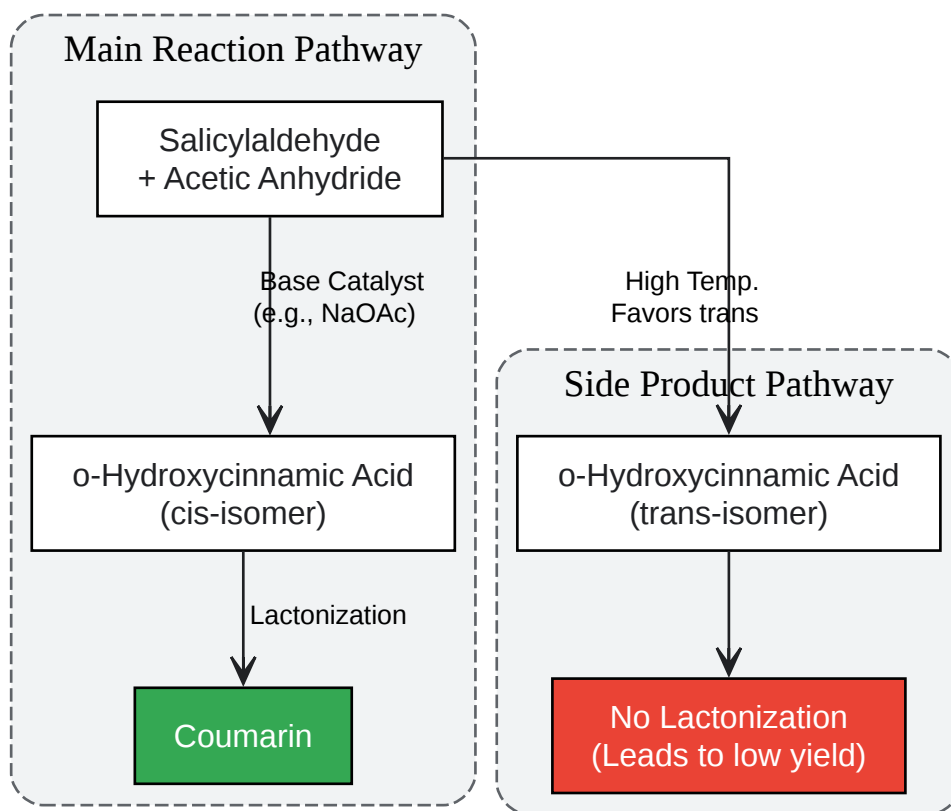 Main Reaction Pathway
Salicylaldehyde
+ Acetic Anhydride
Base Catalyst
(e.g., NaOAc)
High Temp.
Favors trans
Side Product Pathway
o-Hydroxycinnamic Acid
(cis-isomer)
o-Hydroxycinnamic Acid
(trans-isomer)
Lactonization
Coumarin
No Lactonization
(Leads to low yield)